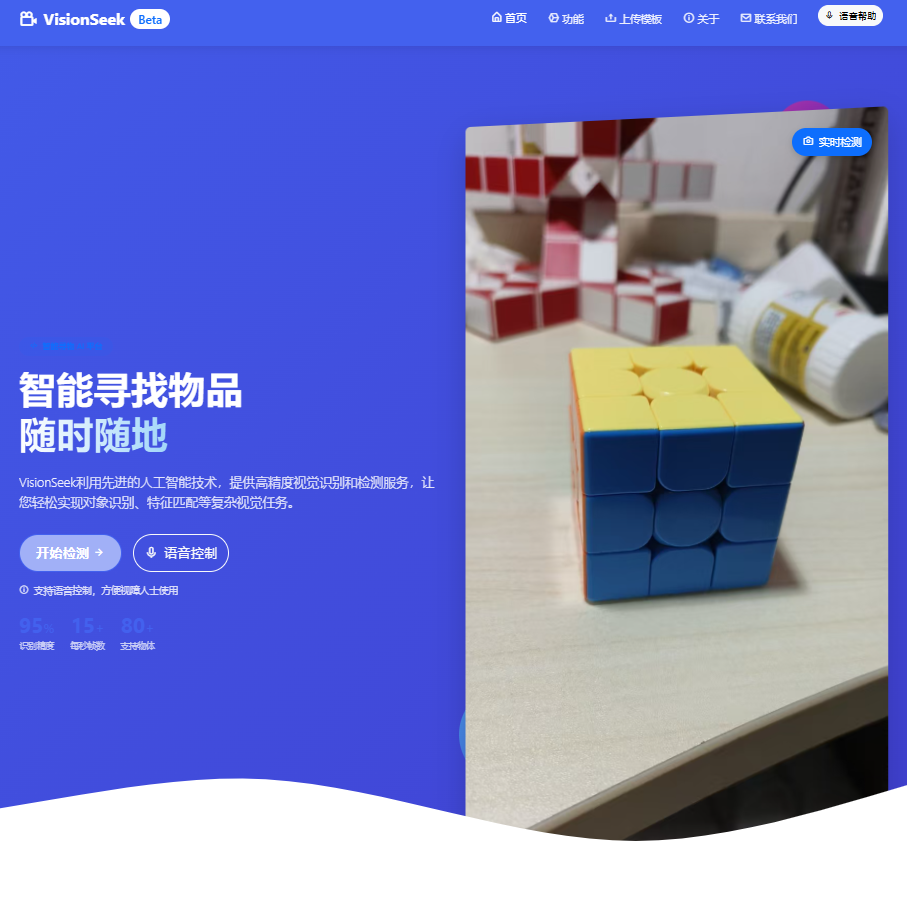 VisionSeek Beta
首页 功能 上传模板 关于 联系我们 语音帮助
实时检测
智能寻找物品
随时随地
VisionSeek利用先进的人工智能技术，提供高精度视觉识别和检测服务，让
您轻松实现对象识别、特征匹配等复杂视觉任务。
开始检测 → 语音控制
支持语音控制，方便视障人士使用
95% 15+ 80+
识别精度 每秒帧数 支持物体